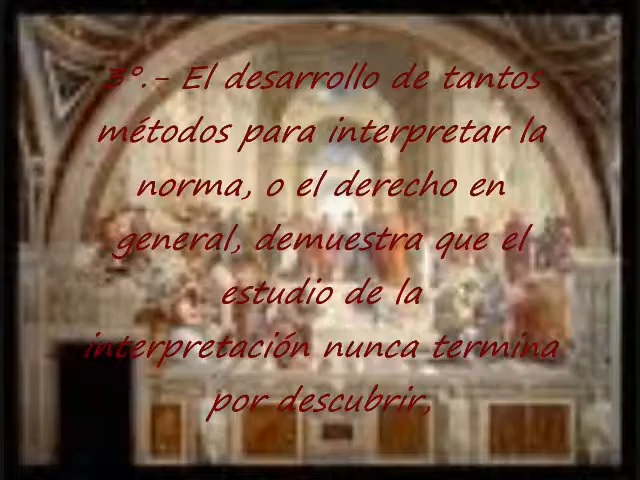 3°.- El desarrollo de tantos
métodos para interpretar la
norma, o el derecho en
general, demuestra que el
estudio de la
interpretación nunca termina
por descubrir,